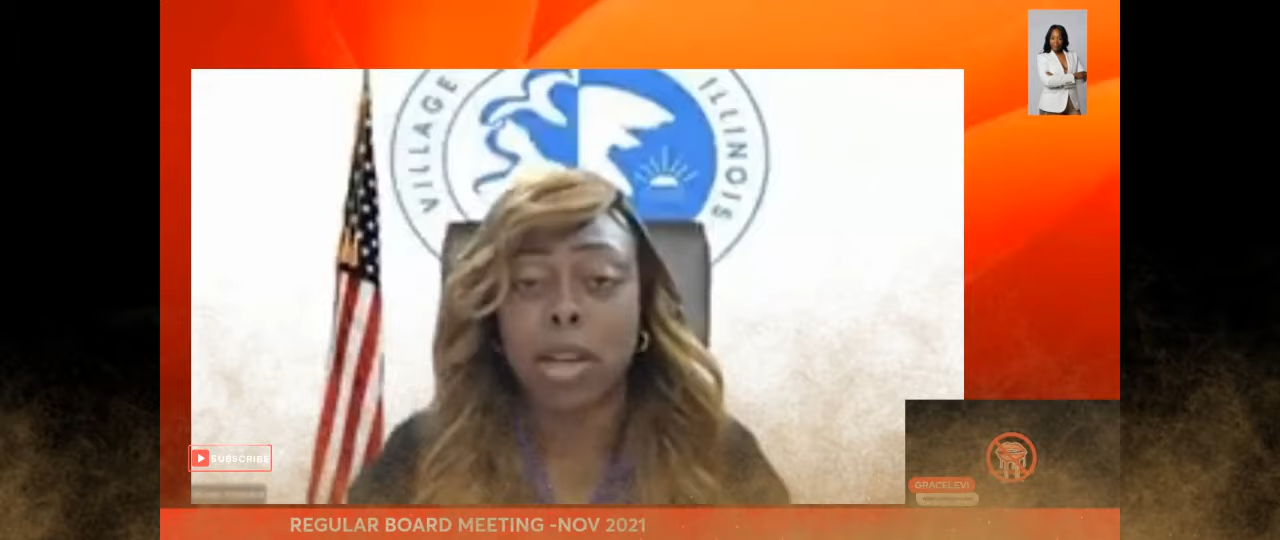 VILLAGE
ILLINOIS
SUBSCRIBE
GRACELEVI
REGULAR BOARD MEETING -NOV 2021